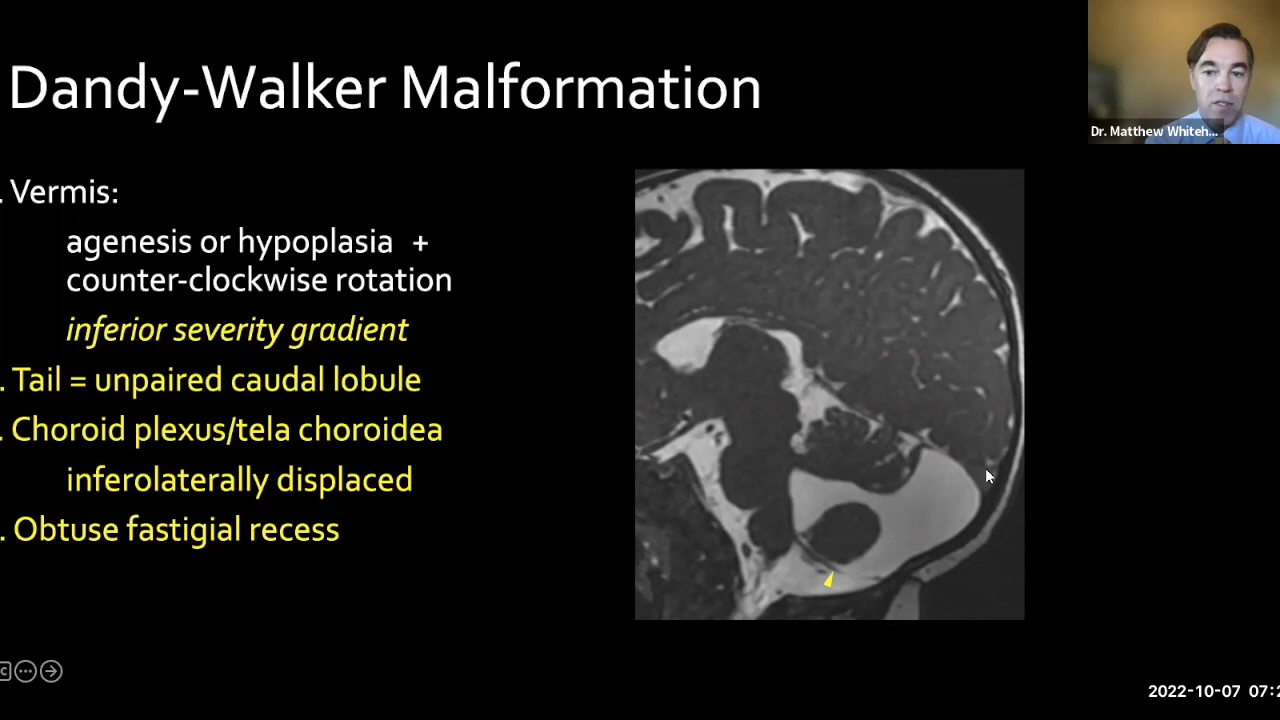 Dandy-Walker Malformation
Dr. Matthew Whiteh...
. Vermis:
agenesis or hypoplasia +
counter-clockwise rotation
inferior severity gradient
. Tail = unpaired caudal lobule
. Choroid plexus/tela choroidea
inferolaterally displaced
. Obtuse fastigial recess
2022-10-07 07:2